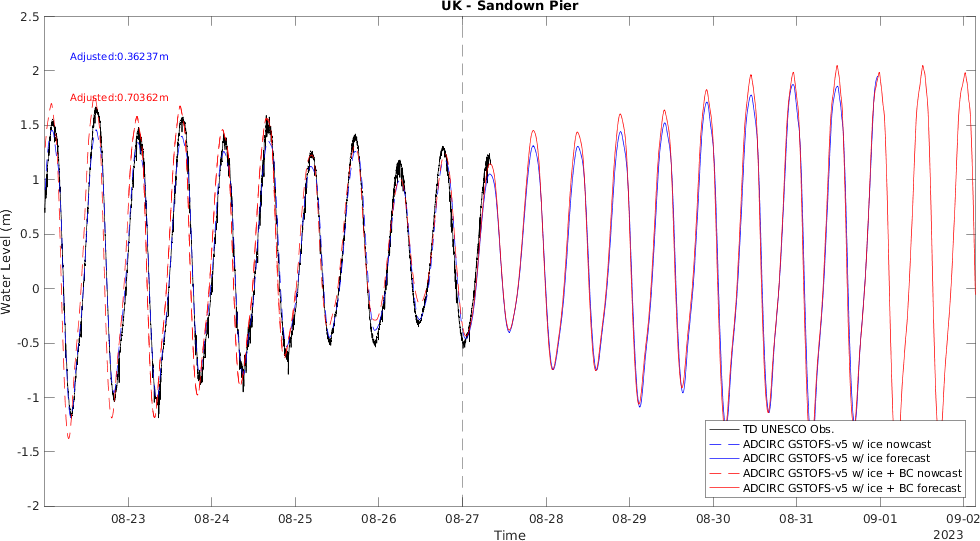 UK - Sandown Pier
Adjusted:0.36237m
Adjusted:0.70362m
Water Level (m)
2.5
2
1.5
1
0.5
0
-0.5
-1
-1.5
-2
TD UNESCO Obs.
ADCIRC GSTOFS-v5 w/ ice nowcast
ADCIRC GSTOFS-v5 w/ ice forecast
ADCIRC GSTOFS-v5 w/ ice + BC nowcast
ADCIRC GSTOFS-v5 w/ ice + BC forecast
08-23 08-24 08-25 08-26 08-27 08-28 08-29 08-30 08-31 09-01 09-02
2023
Time